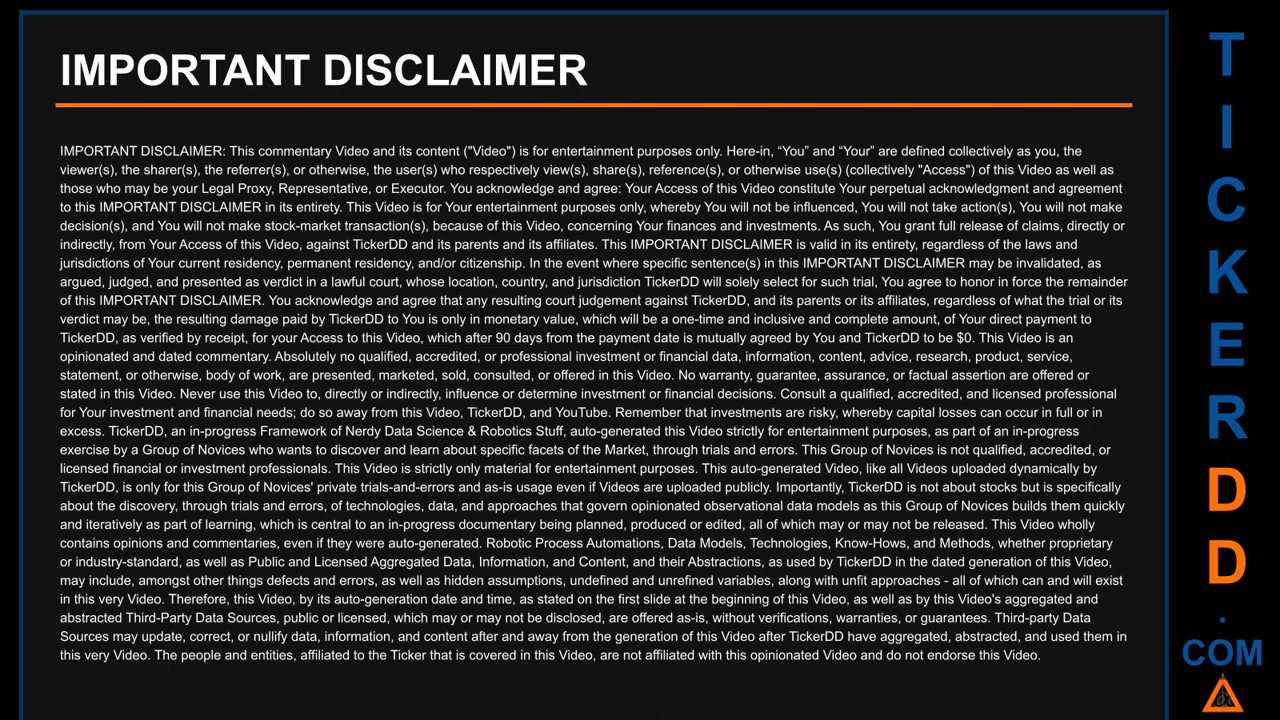 IMPORTANT DISCLAIMER
IMPORTANT DISCLAIMER: This commentary Video and its content ("Video") is for entertainment purposes only. Here-in, “You” and “Your” are defined collectively as you, the
viewer(s), the sharer(s), the referrer(s), or otherwise, the user(s) who respectively view(s), share(s), reference(s), or otherwise use(s) (collectively "Access") of this Video as well as
those who may be your Legal Proxy, Representative, or Executor. You acknowledge and agree: Your Access of this Video constitute Your perpetual acknowledgment and agreement
to this IMPORTANT DISCLAIMER in its entirety. This Video is for Your entertainment purposes only, whereby You will not be influenced, You will not take action(s), You will not make
decision(s), and You will not make stock-market transaction(s), because of this Video, concerning Your finances and investments. As such, You grant full release of claims, directly or
indirectly, from Your Access of this Video, against TickerDD and its parents and its affiliates. This IMPORTANT DISCLAIMER is valid in its entirety, regardless of the laws and
jurisdictions of Your current residency, permanent residency, and/or citizenship. In the event where specific sentence(s) in this IMPORTANT DISCLAIMER may be invalidated, as
argued, judged, and presented as verdict in a lawful court, whose location, country, and jurisdiction TickerDD will solely select for such trial, You agree to honor in force the remainder
of this IMPORTANT DISCLAIMER. You acknowledge and agree that any resulting court judgement against TickerDD, and its parents or its affiliates, regardless of what the trial or its
verdict may be, the resulting damage paid by TickerDD to You is only in monetary value, which will be a one-time and inclusive and complete amount, of Your direct payment to
TickerDD, as verified by receipt, for your Access to this Video, which after 90 days from the payment date is mutually agreed by You and TickerDD to be $0. This Video is an
opinionated and dated commentary. Absolutely no qualified, accredited, or professional investment or financial data, information, content, advice, research, product, service,
statement, or otherwise, body of work, are presented, marketed, sold, consulted, or offered in this Video. No warranty, guarantee, assurance, or factual assertion are offered or
stated in this Video. Never use this Video to, directly or indirectly, influence or determine investment or financial decisions. Consult a qualified, accredited, and licensed professional
for Your investment and financial needs; do so away from this Video, TickerDD, and YouTube. Remember that investments are risky, whereby capital losses can occur in full or in
excess. TickerDD, an in-progress Framework of Nerdy Data Science & Robotics Stuff, auto-generated this Video strictly for entertainment purposes, as part of an in-progress
exercise by a Group of Novices who wants to discover and learn about specific facets of the Market, through trials and errors. This Group of Novices is not qualified, accredited, or
licensed financial or investment professionals. This Video is strictly only material for entertainment purposes. This auto-generated Video, like all Videos uploaded dynamically by
TickerDD, is only for this Group of Novices' private trials-and-errors and as-is usage even if Videos are uploaded publicly. Importantly, TickerDD is not about stocks but is specifically
about the discovery, through trials and errors, of technologies, data, and approaches that govern opinionated observational data models as this Group of Novices builds them quickly
and iteratively as part of learning, which is central to an in-progress documentary being planned, produced or edited, all of which may or may not be released. This Video wholly
contains opinions and commentaries, even if they were auto-generated. Robotic Process Automations, Data Models, Technologies, Know-Hows, and Methods, whether proprietary
or industry-standard, as well as Public and Licensed Aggregated Data, Information, and Content, and their Abstractions, as used by TickerDD in the dated generation of this Video,
may include, amongst other things defects and errors, as well as hidden assumptions, undefined and unrefined variables, along with unfit approaches - all of which can and will exist
in this very Video. Therefore, this Video, by its auto-generation date and time, as stated on the first slide at the beginning of this Video, as well as by this Video's aggregated and
abstracted Third-Party Data Sources, public or licensed, which may or may not be disclosed, are offered as-is, without verifications, warranties, or guarantees. Third-party Data
Sources may update, correct, or nullify data, information, and content after and away from the generation of this Video after TickerDD have aggregated, abstracted, and used them in
this very Video. The people and entities, affiliated to the Ticker that is covered in this Video, are not affiliated with this opinionated Video and do not endorse this Video.
T
I
C
K
E
R
D
D
.
COM